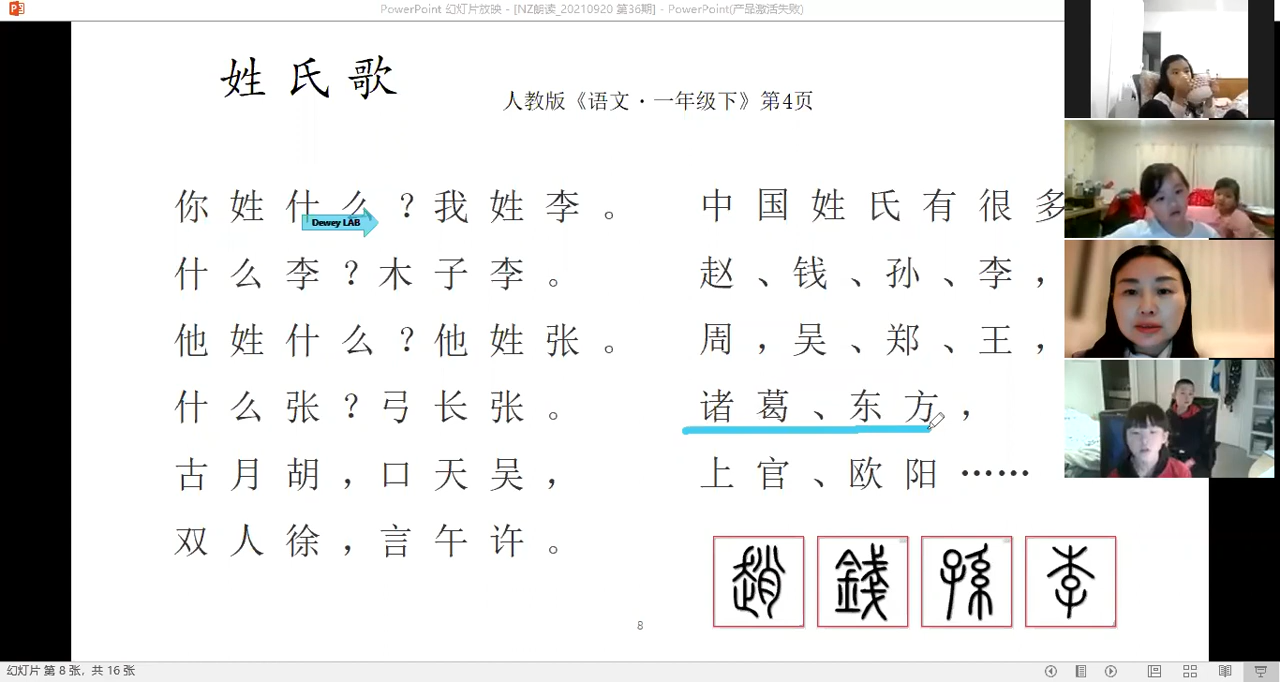 PowerPoint 幻灯片放映 - [NZ朗读_20210920 第36期] - PowerPoint(产品激活失败)
姓氏歌
人教版《语文·一年级下》第4页
你姓什么？我姓李。
Dewey LAB
什么李？木子李。
他姓什么？他姓张。
什么张？弓长张。
古月胡，口天吴，
双人徐，言午许。
中国姓氏有很多
赵、钱、孙、李，
周，吴、郑、王，
诸葛、东方，
上官、欧阳……
趙 錢 孫 李
8
幻灯片 第 8 张，共 16 张